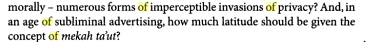 morally – numerous forms of imperceptible invasions of privacy? And, in
an age of subliminal advertising, how much latitude should be given the
concept of mekah ta'ut?